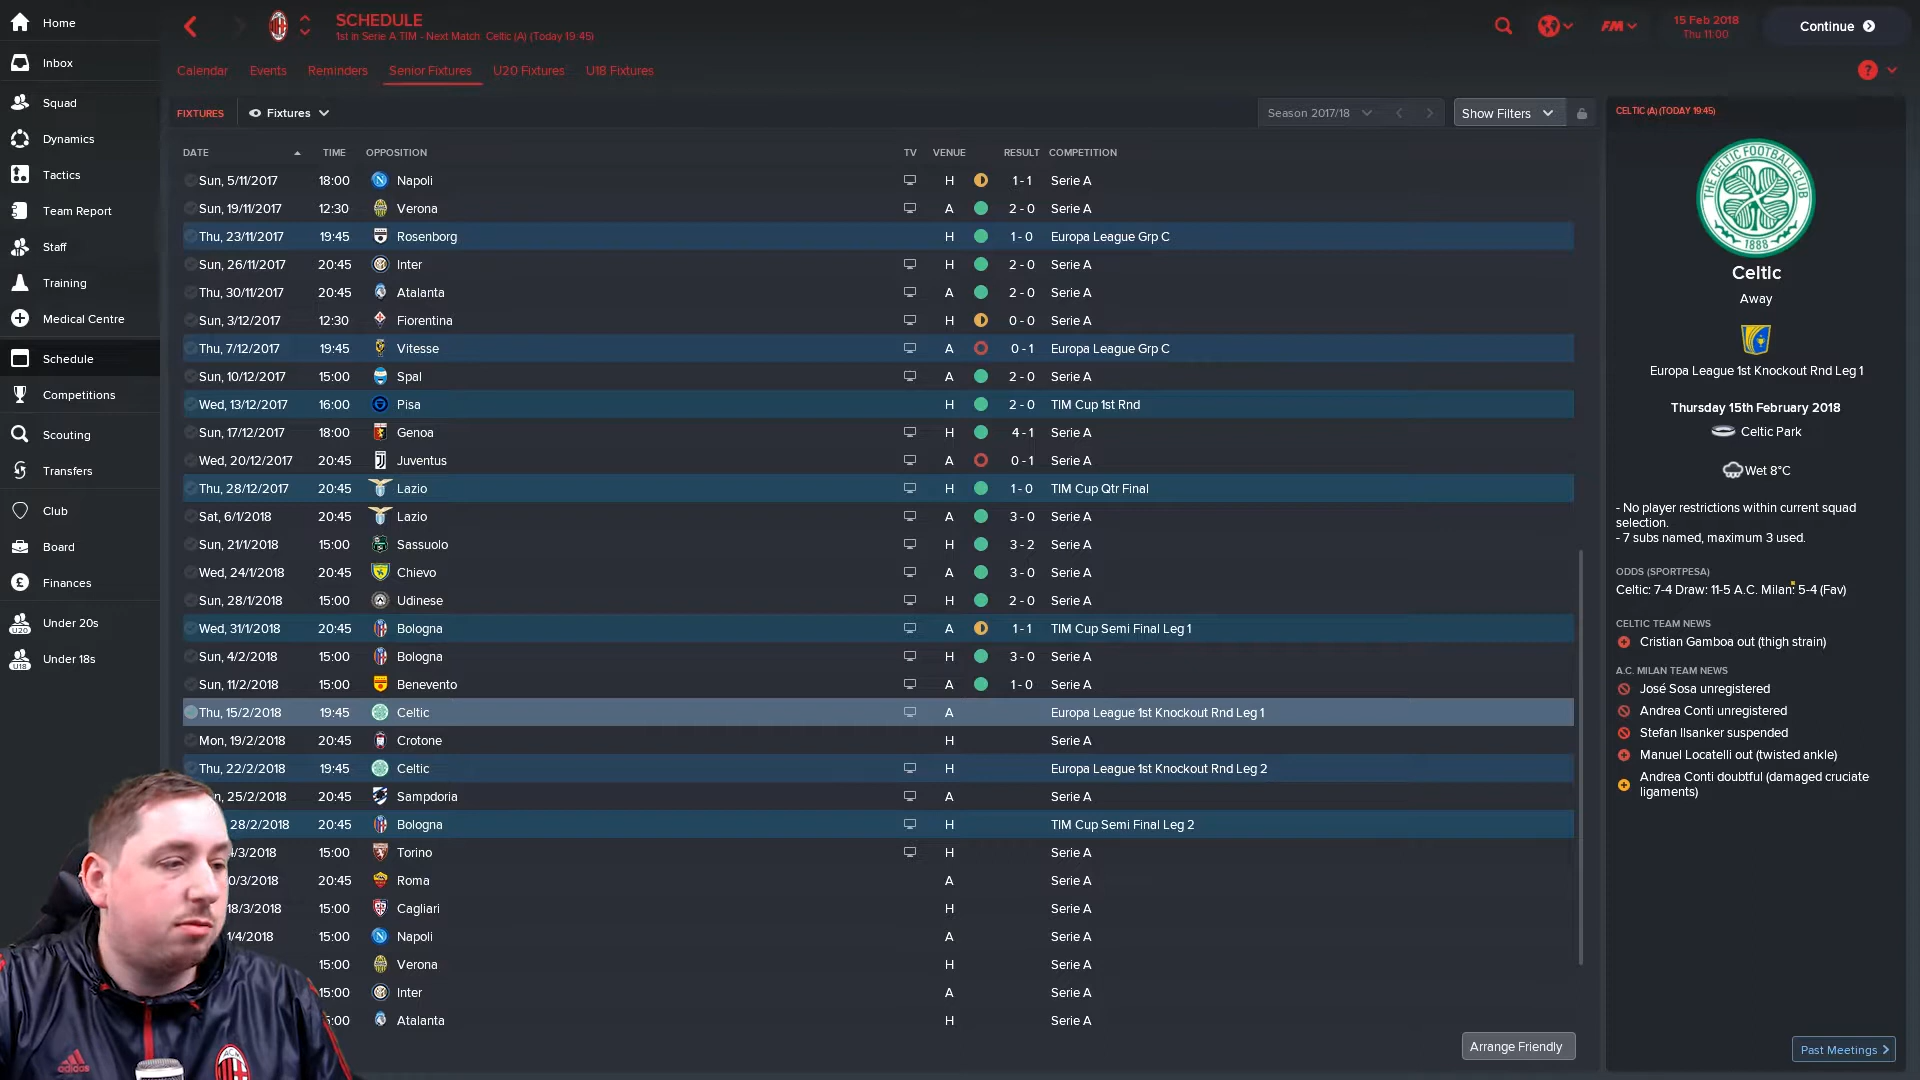 Home
Inbox
Squad
Dynamics
Tactics
Team Report
Staff
Training
Medical Centre
Schedule
Competitions
Scouting
Transfers
Club
Board
Finances
Under 20s
Under 18s
SCHEDULE
1st in Serie A TIM - Next Match: Celtic (A) (Today 19:45)
FM
15 Feb 2018
Thu 11:00
Continue
Calendar Events Reminders Senior Fixtures U20 Fixtures U18 Fixtures
FIXTURES Fixtures Season 2017/18 Show Filters
DATE TIME OPPOSITION TV VENUE RESULT COMPETITION
Sun, 5/11/2017 18:00 Napoli H 1 - 1 Serie A
Sun, 19/11/2017 12:30 Verona A 2 - 0 Serie A
Thu, 23/11/2017 19:45 Rosenborg H 1 - 0 Europa League Grp C
Sun, 26/11/2017 20:45 Inter H 2 - 0 Serie A
Thu, 30/11/2017 20:45 Atalanta A 2 - 0 Serie A
Sun, 3/12/2017 12:30 Fiorentina H 0 - 0 Serie A
Thu, 7/12/2017 19:45 Vitesse A 0 - 1 Europa League Grp C
Sun, 10/12/2017 15:00 Spal A 2 - 0 Serie A
Wed, 13/12/2017 16:00 Pisa H 2 - 0 TIM Cup 1st Rnd
Sun, 17/12/2017 18:00 Genoa H 4 - 1 Serie A
Wed, 20/12/2017 20:45 Juventus A 0 - 1 Serie A
Thu, 28/12/2017 20:45 Lazio H 1 - 0 TIM Cup Qtr Final
Sat, 6/1/2018 20:45 Lazio A 3 - 0 Serie A
Sun, 21/1/2018 15:00 Sassuolo H 3 - 2 Serie A
Wed, 24/1/2018 20:45 Chievo A 3 - 0 Serie A
Sun, 28/1/2018 15:00 Udinese H 2 - 0 Serie A
Wed, 31/1/2018 20:45 Bologna A 1 - 1 TIM Cup Semi Final Leg 1
Sun, 4/2/2018 15:00 Bologna H 3 - 0 Serie A
Sun, 11/2/2018 15:00 Benevento A 1 - 0 Serie A
Thu, 15/2/2018 19:45 Celtic A Europa League 1st Knockout Rnd Leg 1
Mon, 19/2/2018 20:45 Crotone H Serie A
Thu, 22/2/2018 19:45 Celtic H Europa League 1st Knockout Rnd Leg 2
25/2/2018 20:45 Sampdoria A Serie A
28/2/2018 20:45 Bologna H TIM Cup Semi Final Leg 2
/3/2018 15:00 Torino H Serie A
0/3/2018 20:45 Roma A Serie A
18/3/2018 15:00 Cagliari H Serie A
1/4/2018 15:00 Napoli A Serie A
15:00 Verona H Serie A
15:00 Inter A Serie A
:00 Atalanta H Serie A
Arrange Friendly
CELTIC (A) (TODAY 19:45)
THE CELTIC FOOTBALL CLUB
1888
Celtic
Away
Europa League 1st Knockout Rnd Leg 1
Thursday 15th February 2018
Celtic Park
Wet 8°C
- No player restrictions within current squad
selection.
- 7 subs named, maximum 3 used.
ODDS (SPORTPESA)
Celtic: 7-4 Draw: 11-5 A.C. Milan: 5-4 (Fav)
CELTIC TEAM NEWS
Cristian Gamboa out (thigh strain)
A.C. MILAN TEAM NEWS
José Sosa unregistered
Andrea Conti unregistered
Stefan Ilsanker suspended
Manuel Locatelli out (twisted ankle)
Andrea Conti doubtful (damaged cruciate
ligaments)
Past Meetings
adidas